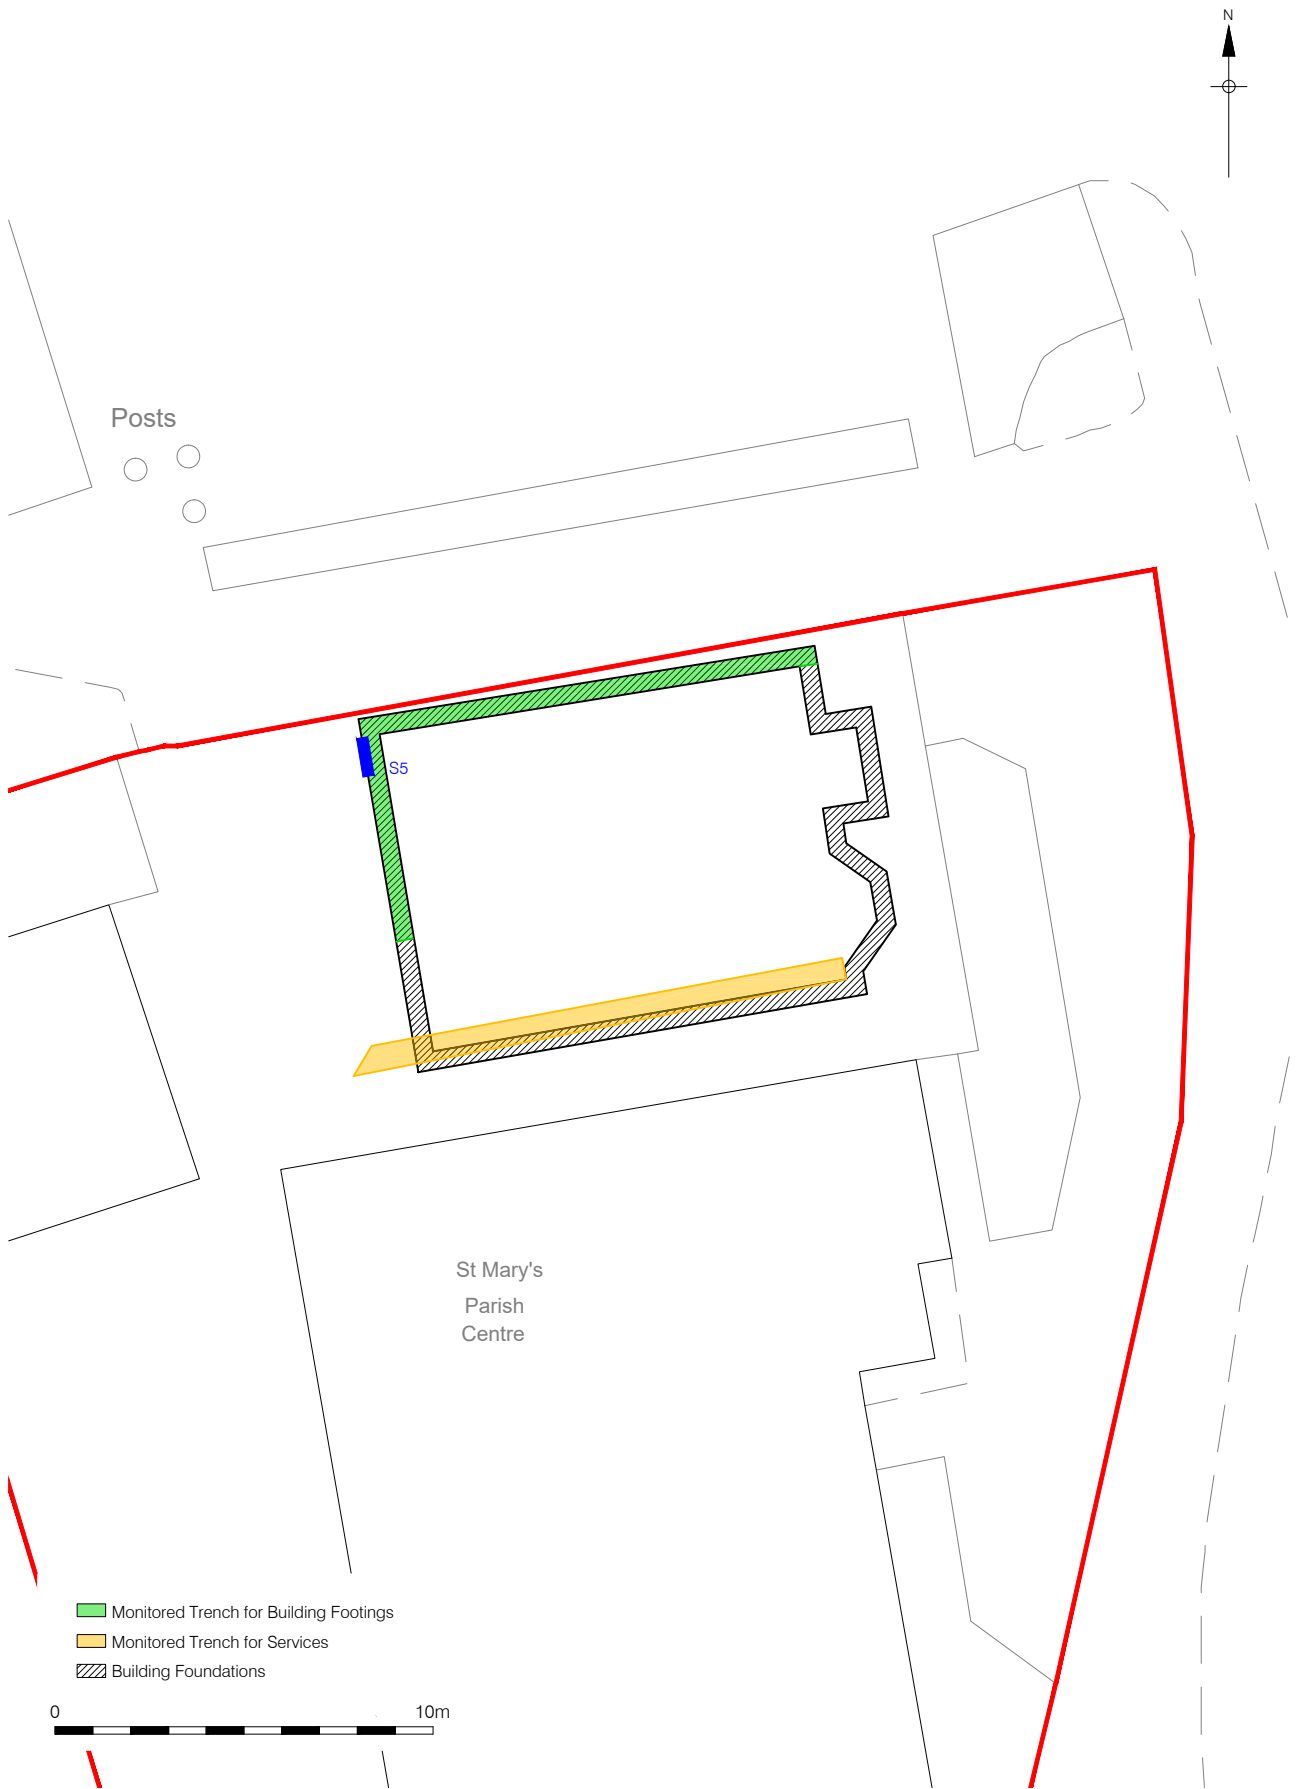 N
Posts
S5
St Mary's
Parish
Centre
Monitored Trench for Building Footings
Monitored Trench for Services
Building Foundations
0 10m